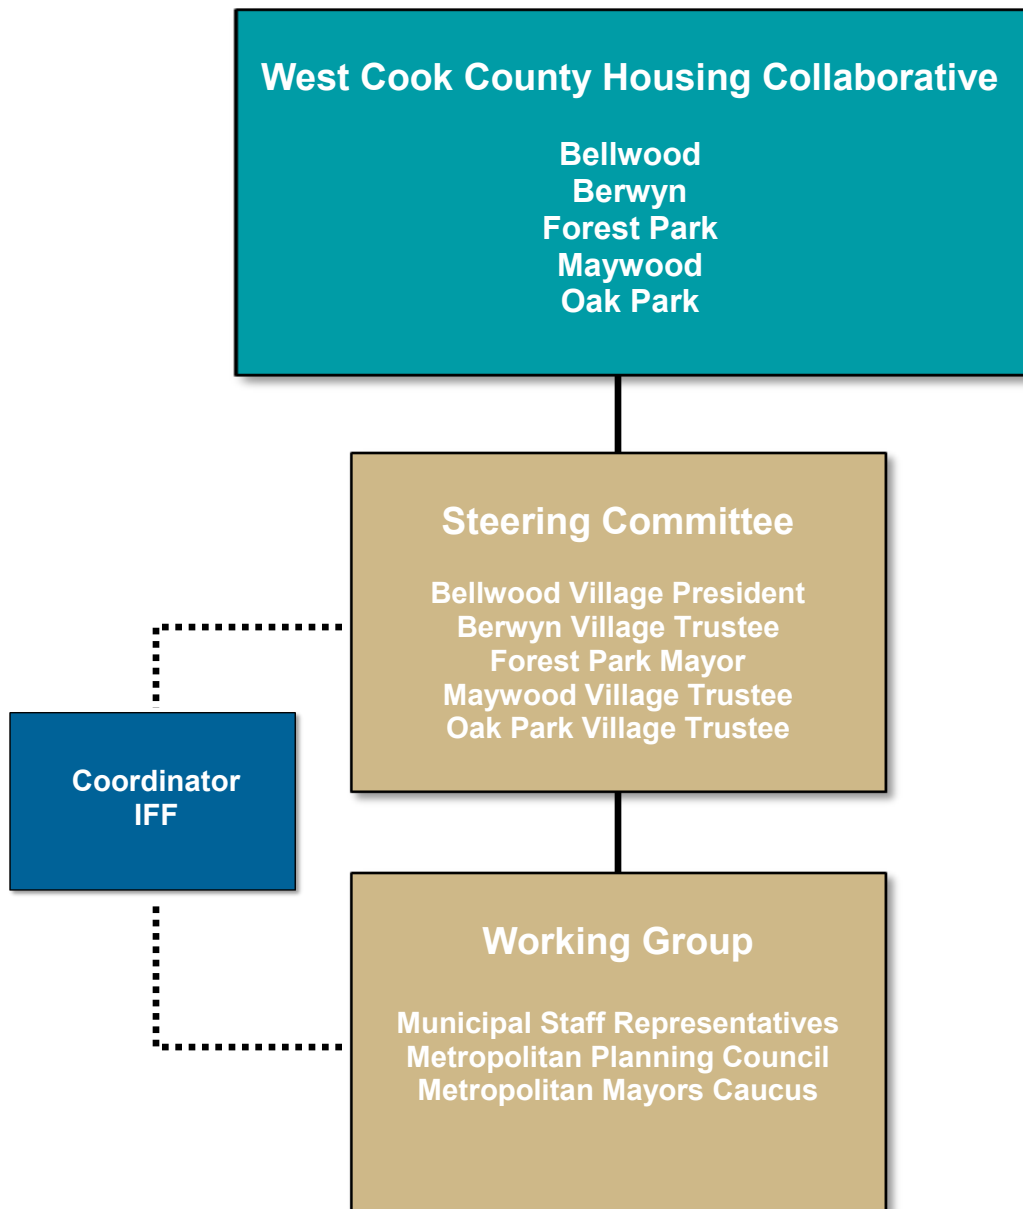 West Cook County Housing Collaborative
Bellwood
Berwyn
Forest Park
Maywood
Oak Park
Steering Committee
Bellwood Village President
Berwyn Village Trustee
Forest Park Mayor
Maywood Village Trustee
Oak Park Village Trustee
Coordinator
IFF
Working Group
Municipal Staff Representatives
Metropolitan Planning Council
Metropolitan Mayors Caucus